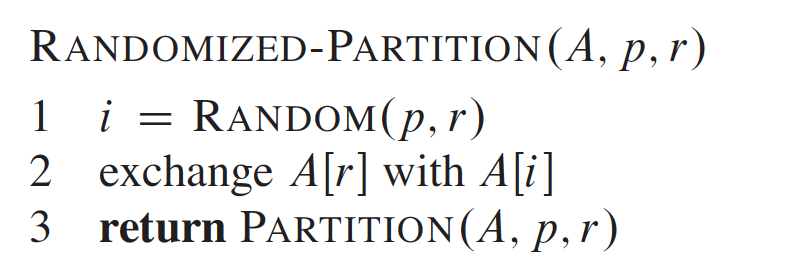 RANDOMIZED-PARTITION(A, p, r)
1 i = RANDOM(p, r)
2 exchange A[r] with A[i]
3 return PARTITION(A, p, r)